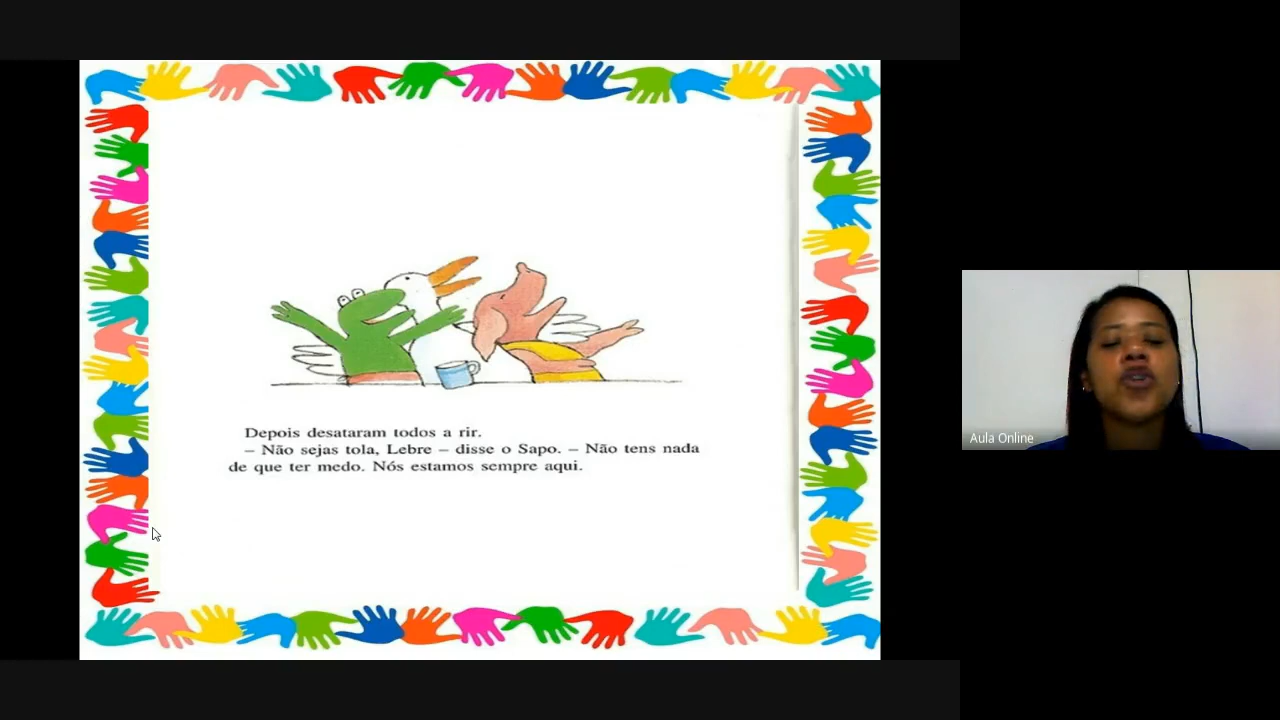 Depois desataram todos a rir.
– Não sejas tola, Lebre – disse o Sapo. – Não tens nada
de que ter medo. Nós estamos sempre aqui.
Aula Online